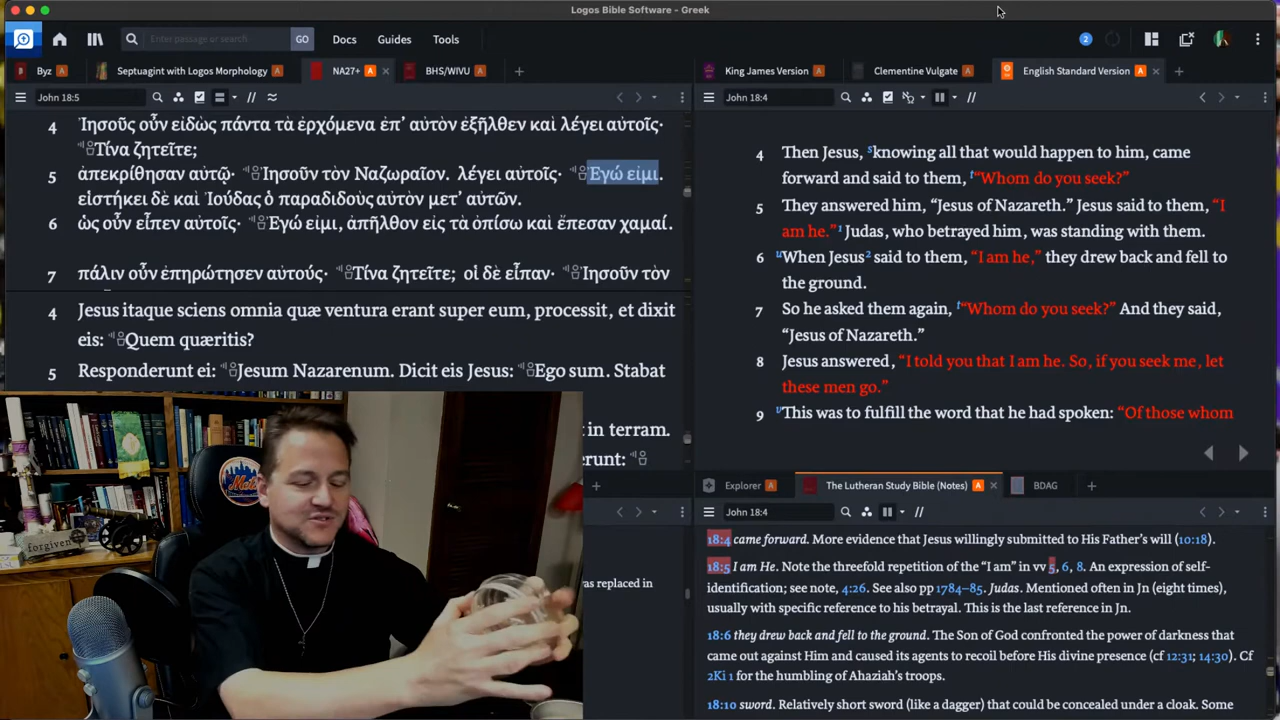 Logos Bible Software - Greek
Enter passage or search GO Docs Guides Tools 2
Byz A Septuagint with Logos Morphology A NA27+ A BHS/WIVU A
John 18:5
4 Ἰησοῦς οὖν εἰδὼς πάντα τὰ ἐρχόμενα ἐπ’ αὐτὸν ἐξῆλθεν καὶ λέγει αὐτοῖς·
Τίνα ζητεῖτε;
5 ἀπεκρίθησαν αὐτῷ· Ἰησοῦν τὸν Ναζωραῖον. λέγει αὐτοῖς· Ἐγώ εἰμι.
εἱστήκει δὲ καὶ Ἰούδας ὁ παραδιδοὺς αὐτὸν μετ’ αὐτῶν.
6 ὡς οὖν εἶπεν αὐτοῖς· Ἐγώ εἰμι, ἀπῆλθον εἰς τὰ ὀπίσω καὶ ἔπεσαν χαμαί.
7 πάλιν οὖν ἐπηρώτησεν αὐτούς· Τίνα ζητεῖτε; οἱ δὲ εἶπαν· Ἰησοῦν τὸν
4 Jesus itaque sciens omnia quæ ventura erant super eum, processit, et dixit
eis: Quem quæritis?
5 Responderunt ei: Jesum Nazarenum. Dicit eis Jesus: Ego sum. Stabat
t in terram.
erunt:
was replaced in
Mets
forgiven
King James Version A Clementine Vulgate A English Standard Version A
John 18:4
4 Then Jesus, s knowing all that would happen to him, came
forward and said to them, t “Whom do you seek?”
5 They answered him, “Jesus of Nazareth.” Jesus said to them, “I
am he.” 1 Judas, who betrayed him, was standing with them.
6 u When Jesus 2 said to them, “I am he,” they drew back and fell to
the ground.
7 So he asked them again, t “Whom do you seek?” And they said,
“Jesus of Nazareth.”
8 Jesus answered, “I told you that I am he. So, if you seek me, let
these men go.”
9 v This was to fulfill the word that he had spoken: “Of those whom
Explorer A The Lutheran Study Bible (Notes) A BDAG
John 18:4
18:4 came forward. More evidence that Jesus willingly submitted to His Father’s will (10:18).
18:5 I am He. Note the threefold repetition of the “I am” in vv 5, 6, 8. An expression of self-
identification; see note, 4:26. See also pp 1784–85. Judas. Mentioned often in Jn (eight times),
usually with specific reference to his betrayal. This is the last reference in Jn.
18:6 they drew back and fell to the ground. The Son of God confronted the power of darkness that
came out against Him and caused its agents to recoil before His divine presence (cf 12:31; 14:30). Cf
2Ki 1 for the humbling of Ahaziah’s troops.
18:10 sword. Relatively short sword (like a dagger) that could be concealed under a cloak. Some